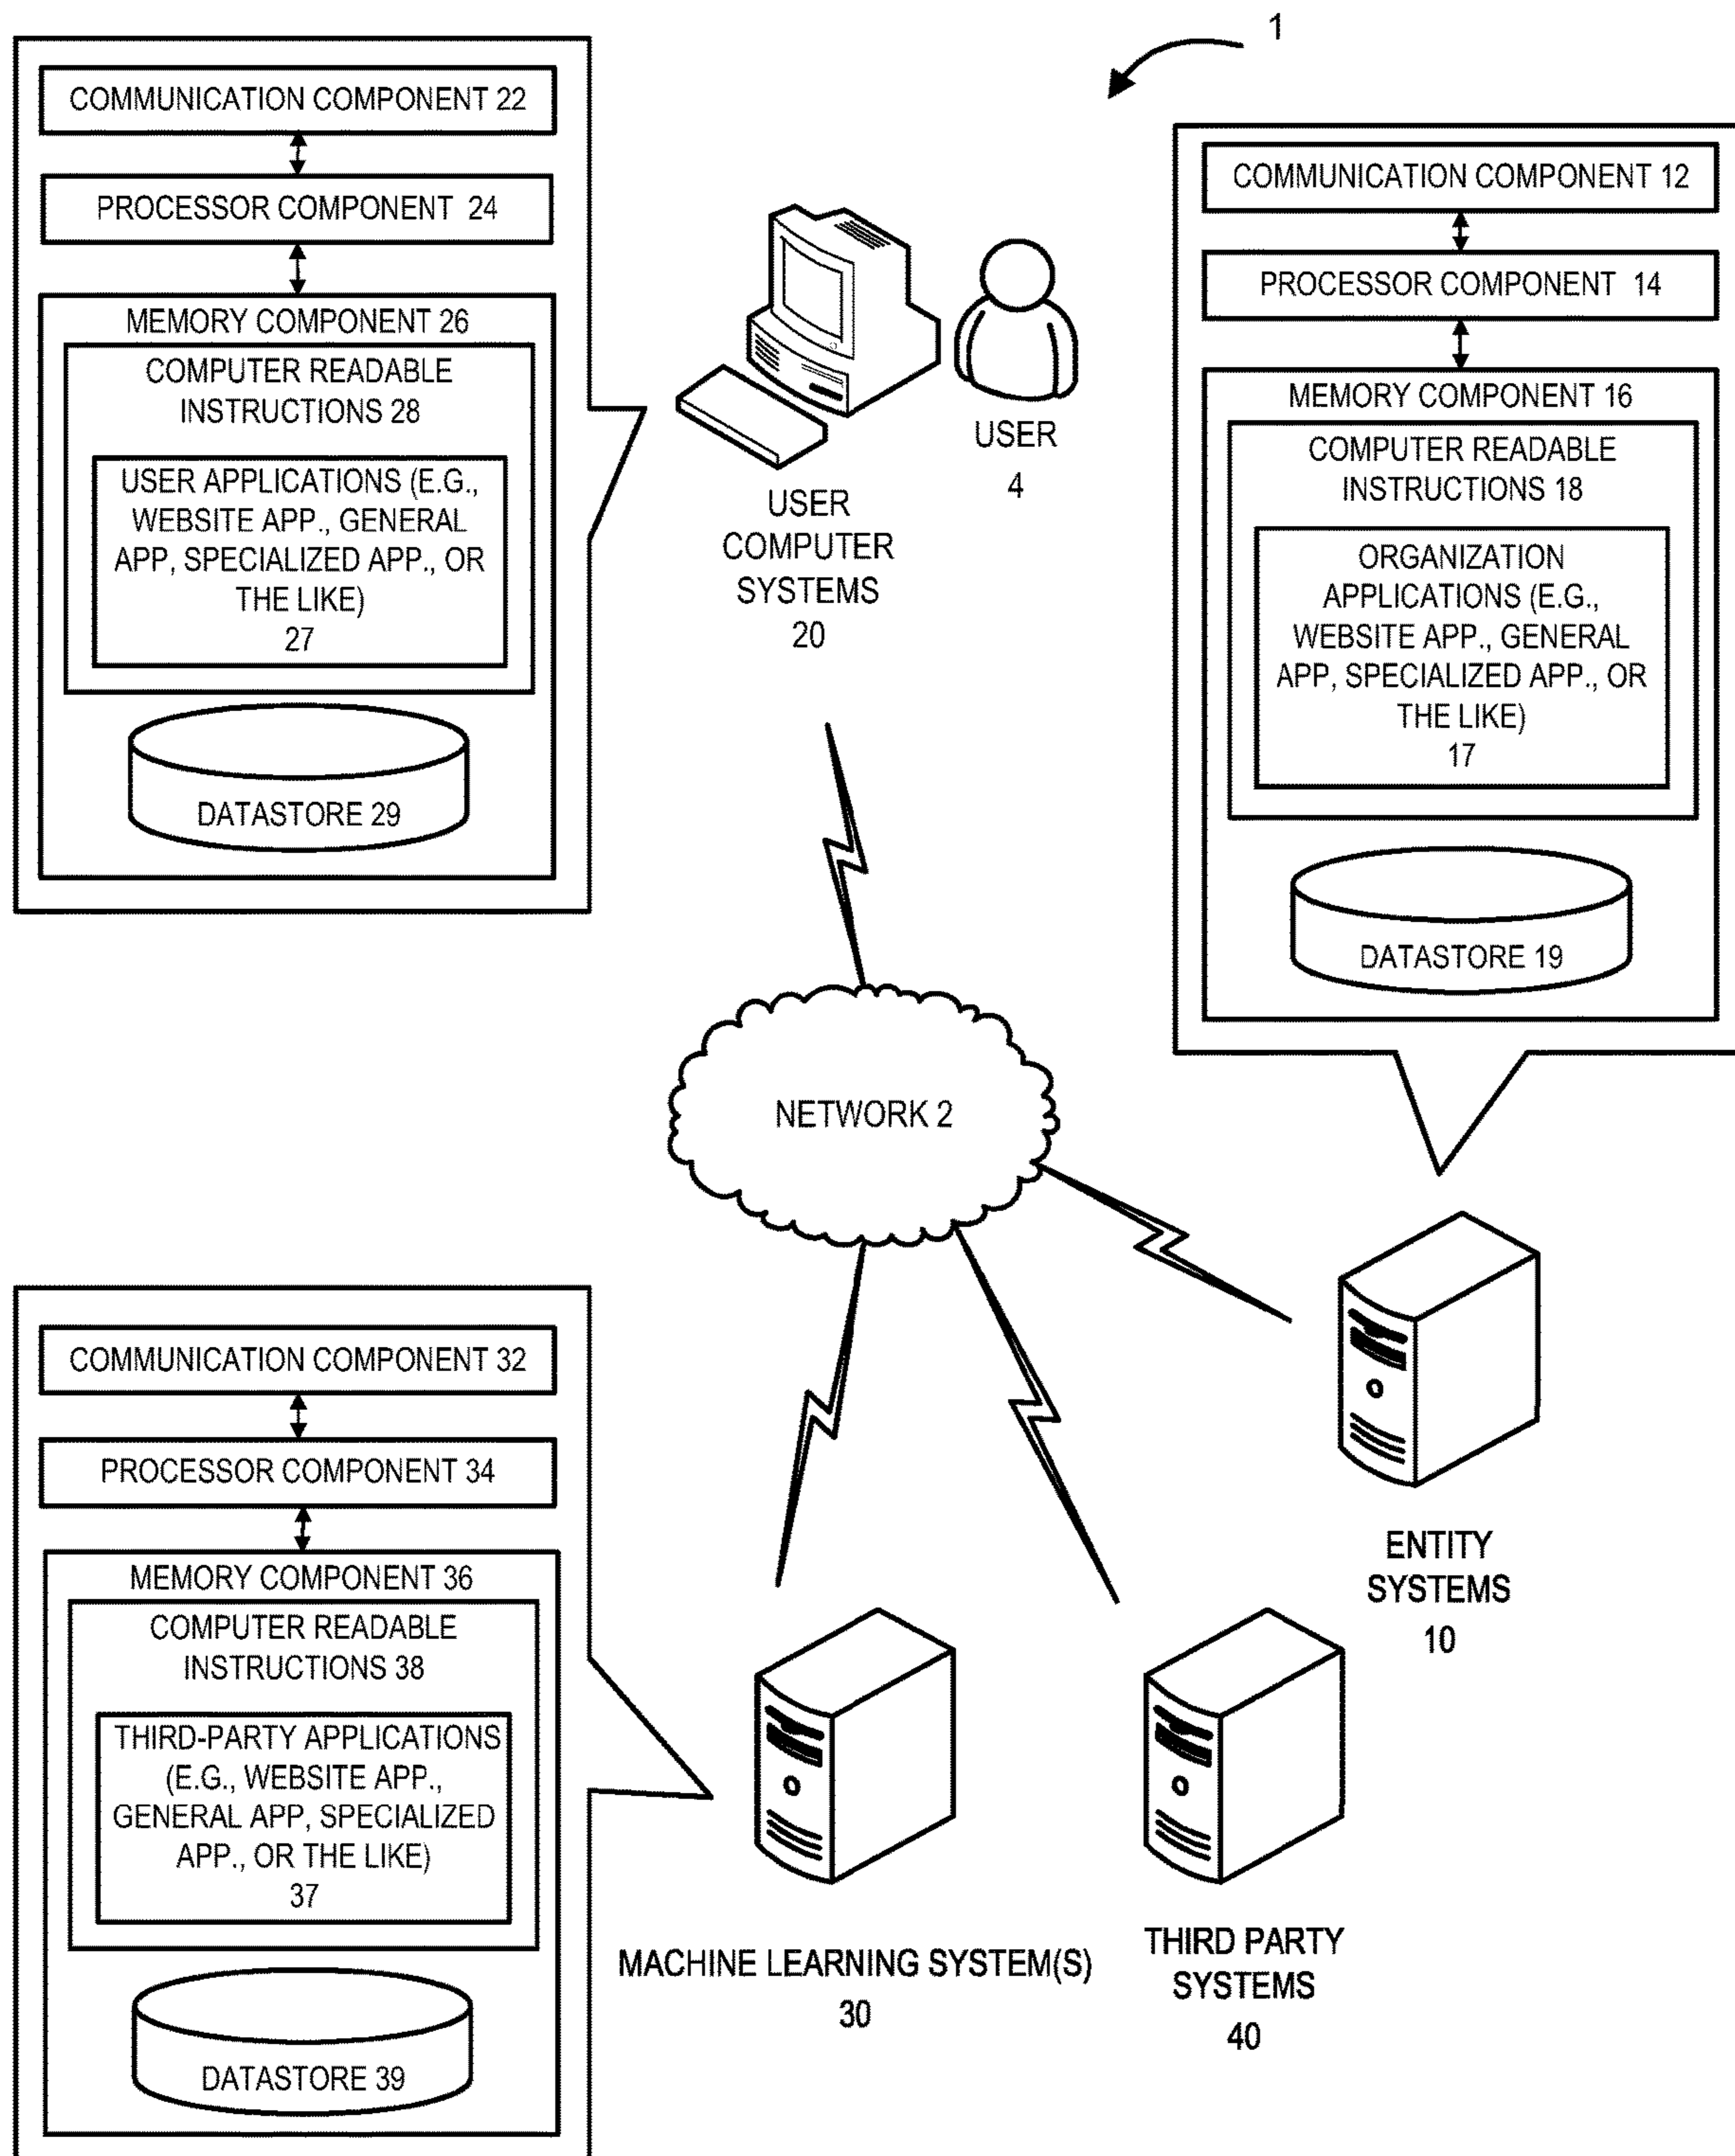 1
COMMUNICATION COMPONENT 22
PROCESSOR COMPONENT 24
MEMORY COMPONENT 26
COMPUTER READABLE
INSTRUCTIONS 28
USER APPLICATIONS (E.G.,
WEBSITE APP., GENERAL
APP, SPECIALIZED APP., OR
THE LIKE)
27
DATASTORE 29
USER
COMPUTER
SYSTEMS
20
USER
4
COMMUNICATION COMPONENT 12
PROCESSOR COMPONENT 14
MEMORY COMPONENT 16
COMPUTER READABLE
INSTRUCTIONS 18
ORGANIZATION
APPLICATIONS (E.G.,
WEBSITE APP., GENERAL
APP, SPECIALIZED APP., OR
THE LIKE)
17
DATASTORE 19
NETWORK 2
ENTITY
SYSTEMS
10
COMMUNICATION COMPONENT 32
PROCESSOR COMPONENT 34
MEMORY COMPONENT 36
COMPUTER READABLE
INSTRUCTIONS 38
THIRD-PARTY APPLICATIONS
(E.G., WEBSITE APP.,
GENERAL APP, SPECIALIZED
APP., OR THE LIKE)
37
DATASTORE 39
MACHINE LEARNING SYSTEM(S)
30
THIRD PARTY
SYSTEMS
40